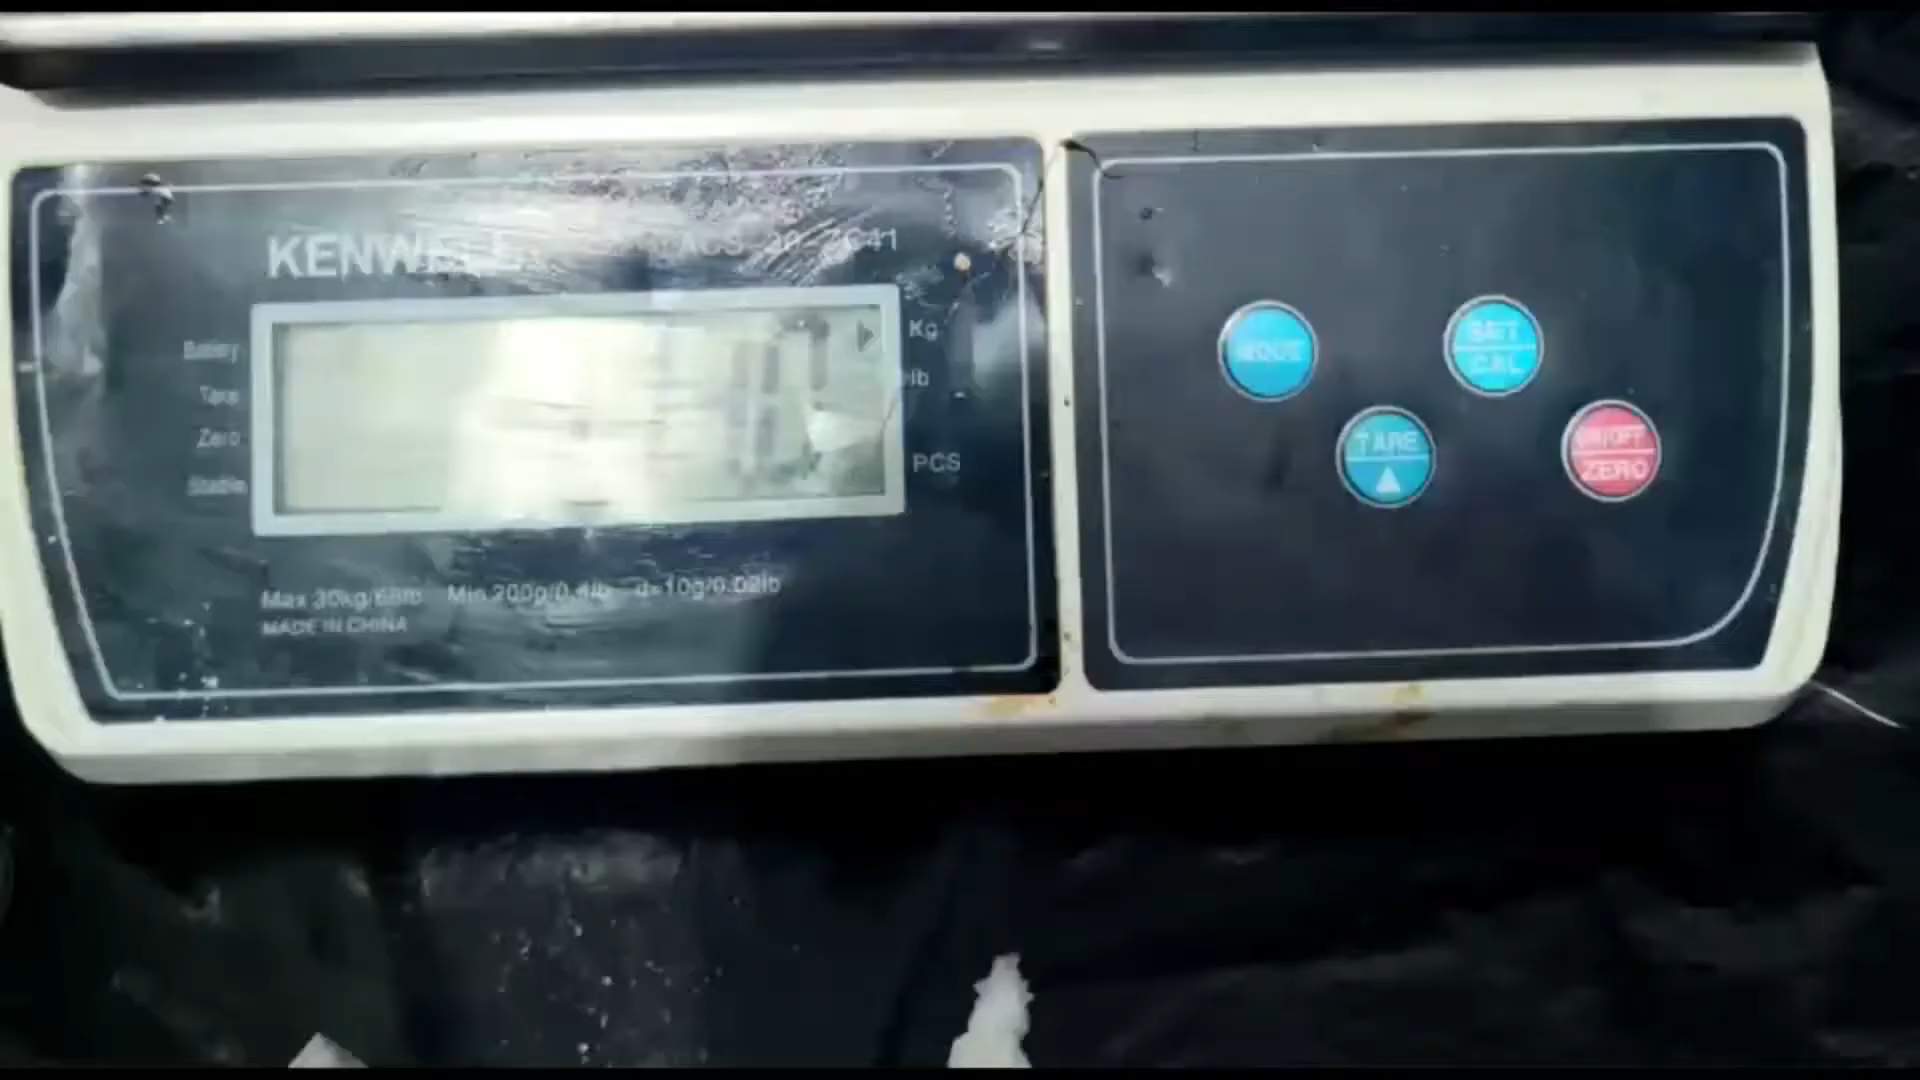 KENWELL
Battery
Tare
Zero
Stable
Kg
lb
PCS
Max 30kg/66lb Min 200g/0.4lb d=10g/0.02lb
MADE IN CHINA
MODE
SET
CAL
TARE
ON/OFF
ZERO